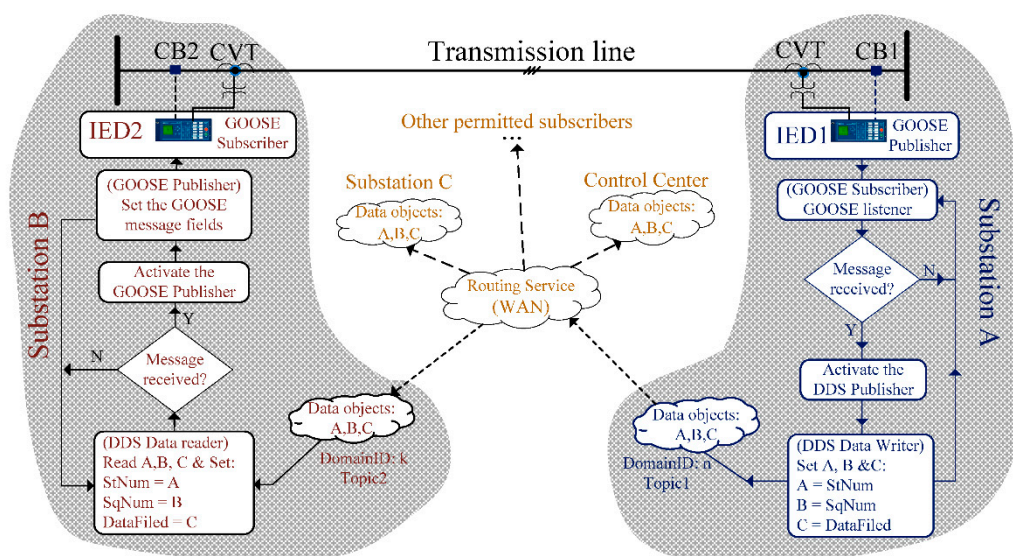 CB2
CVT
Transmission line
CVT
CB1
IED2
GOOSE
Subscriber
Other permitted subscribers
...
IED1
GOOSE
Publisher
(GOOSE Publisher)
Set the GOOSE
message fields
Substation C
Data objects:
A,B,C
Control Center
Data objects:
A,B,C
(GOOSE Subscriber)
GOOSE listener
Substation B
Activate the
GOOSE Publisher
Routing Service
(WAN)
Message
received?
N
Y
Substation A
Y
N
Message
received?
Activate the
DDS Publisher
Data objects:
A,B,C
DomainID: k
Topic2
Data objects:
A,B,C
DomainID: n
Topic1
(DDS Data reader)
Read A,B, C & Set:
StNum = A
SqNum = B
DataFiled = C
(DDS Data Writer)
Set A, B &C:
A = StNum
B = SqNum
C = DataFiled